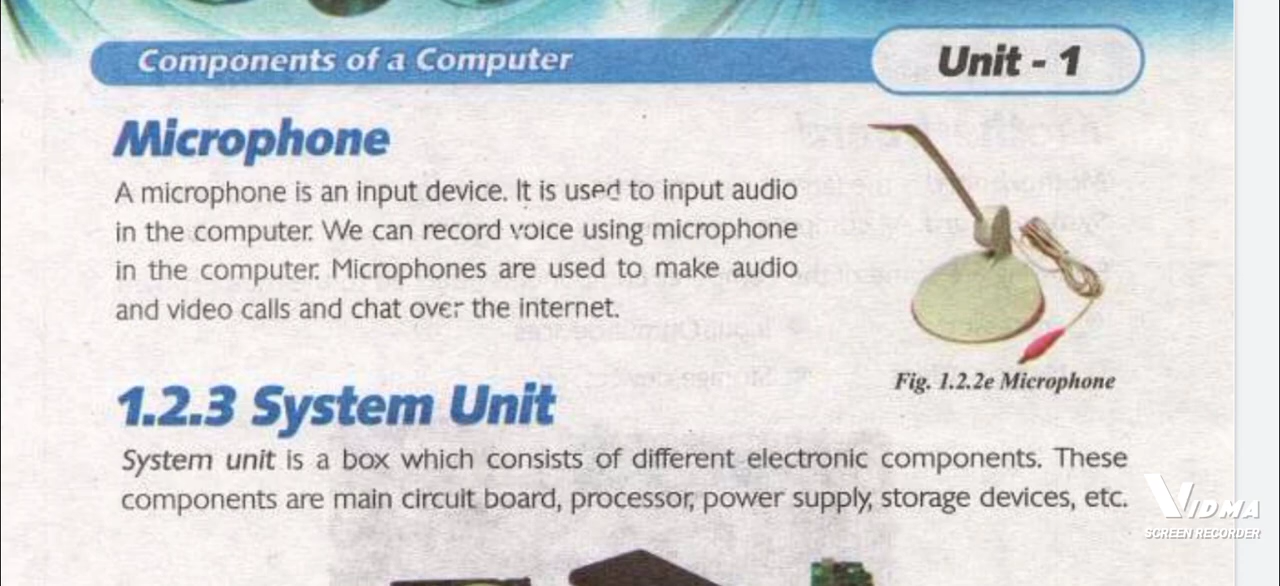 Components of a Computer
Unit - 1
Microphone
A microphone is an input device. It is used to input audio
in the computer. We can record voice using microphone
in the computer. Microphones are used to make audio
and video calls and chat over the internet.
Fig. 1.2.2e Microphone
1.2.3 System Unit
System unit is a box which consists of different electronic components. These
components are main circuit board, processor, power supply, storage devices, etc.
VIDMA
SCREEN RECORDER